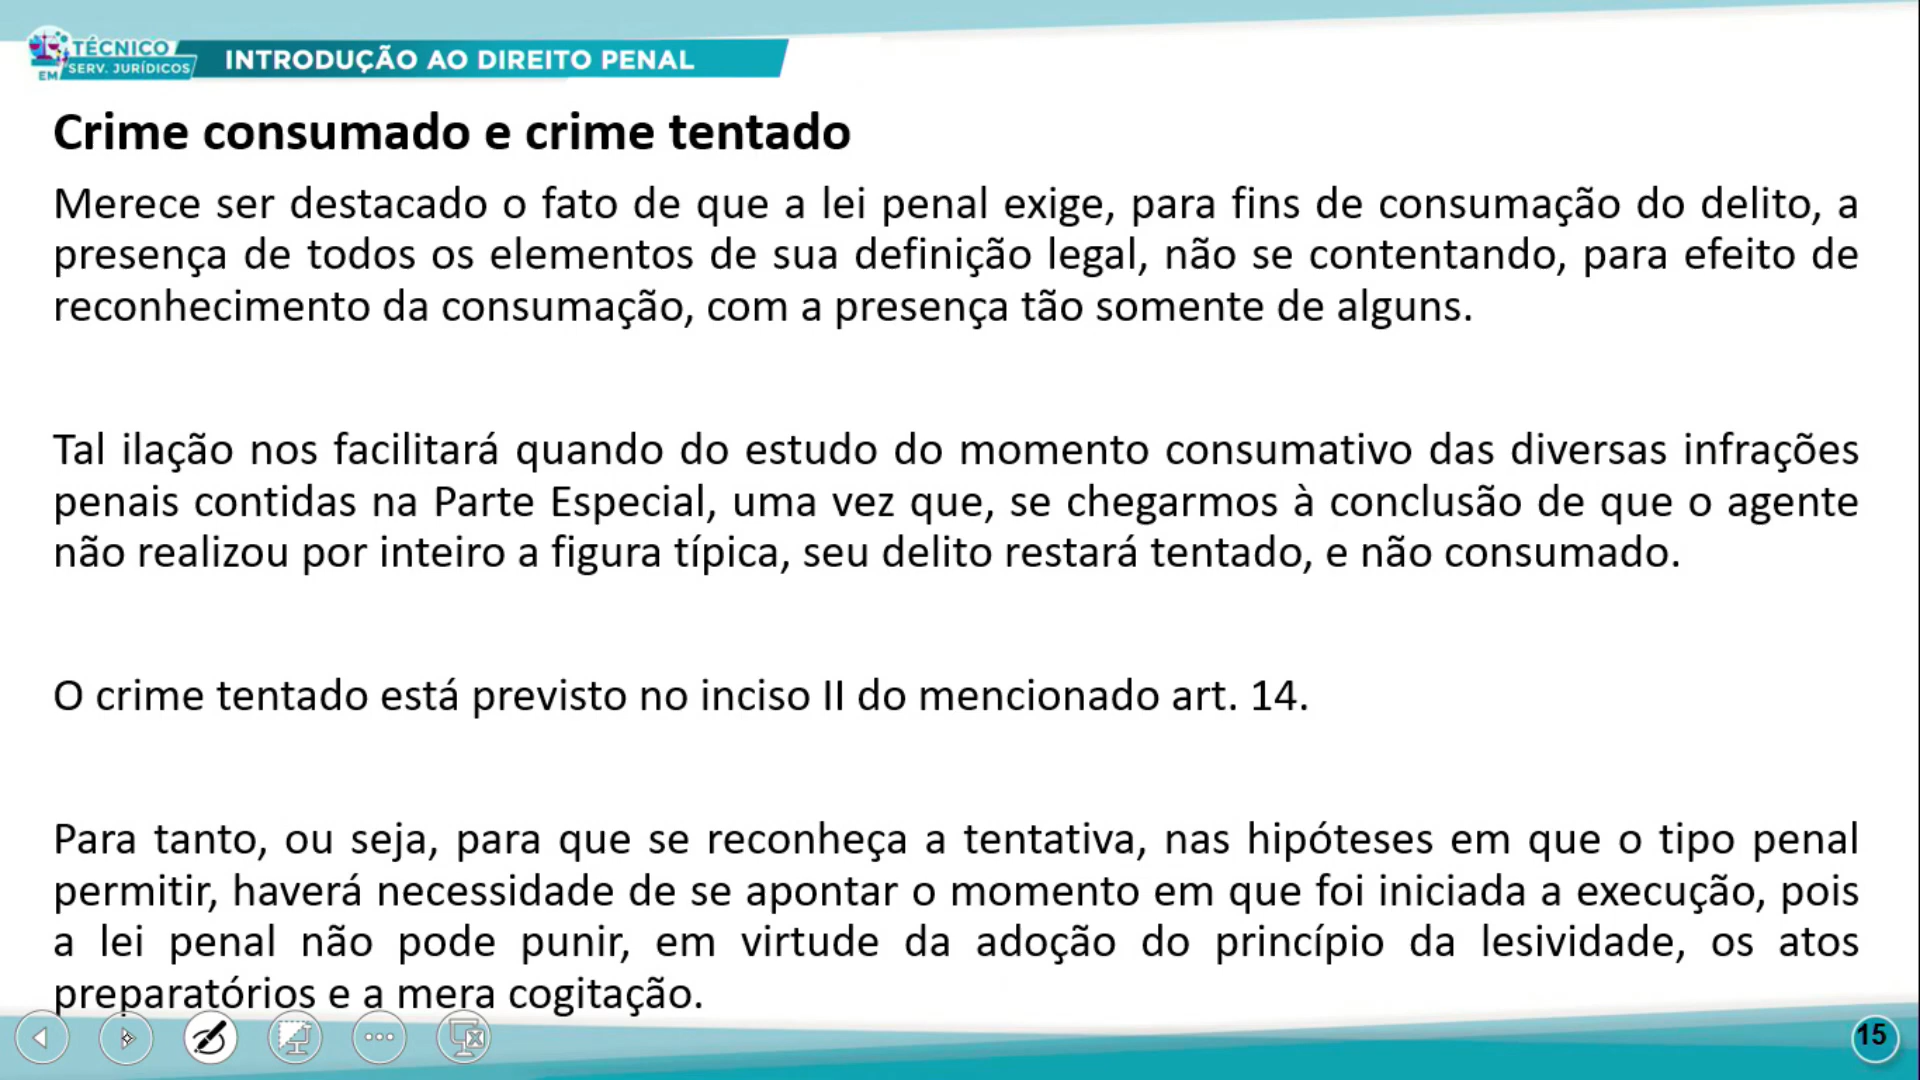 TÉCNICO
EM SERV. JURÍDICOS
INTRODUÇÃO AO DIREITO PENAL
Crime consumado e crime tentado
Merece ser destacado o fato de que a lei penal exige, para fins de consumação do delito, a
presença de todos os elementos de sua definição legal, não se contentando, para efeito de
reconhecimento da consumação, com a presença tão somente de alguns.
Tal ilação nos facilitará quando do estudo do momento consumativo das diversas infrações
penais contidas na Parte Especial, uma vez que, se chegarmos à conclusão de que o agente
não realizou por inteiro a figura típica, seu delito restará tentado, e não consumado.
O crime tentado está previsto no inciso II do mencionado art. 14.
Para tanto, ou seja, para que se reconheça a tentativa, nas hipóteses em que o tipo penal
permitir, haverá necessidade de se apontar o momento em que foi iniciada a execução, pois
a lei penal não pode punir, em virtude da adoção do princípio da lesividade, os atos
preparatórios e a mera cogitação.
15